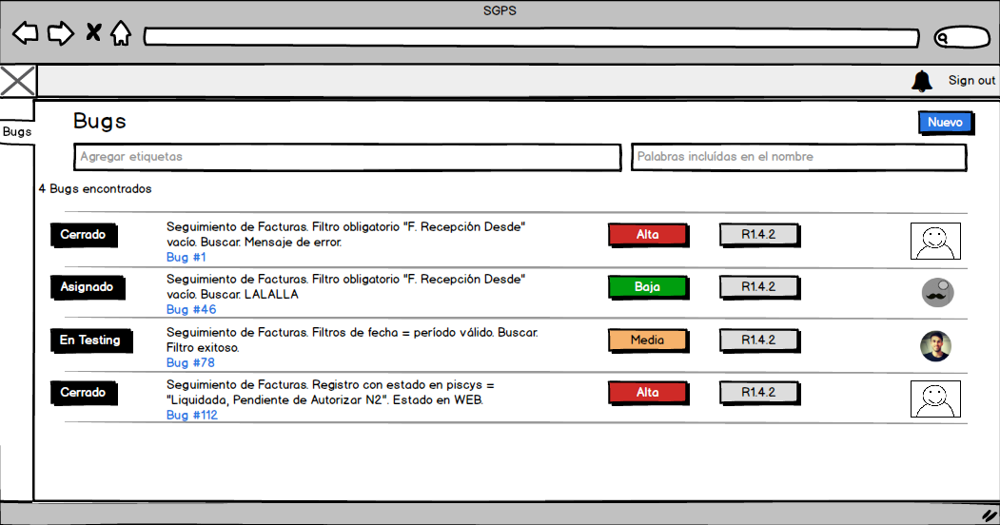 SGPS
Sign out
Bugs
Bugs
Nuevo
Agregar etiquetas
Palabras incluídas en el nombre
4 Bugs encontrados
Cerrado
Seguimiento de Facturas. Filtro obligatorio "F. Recepción Desde"
vacío. Buscar. Mensaje de error.
Bug #1
Alta
R1.4.2
Asignado
Seguimiento de Facturas. Filtro obligatorio "F. Recepción Desde"
vacío. Buscar. LALALLA
Bug #46
Baja
R1.4.2
En Testing
Seguimiento de Facturas. Filtros de fecha = período válido. Buscar.
Filtro exitoso.
Bug #78
Media
R1.4.2
Cerrado
Seguimiento de Facturas. Registro con estado en piscys =
"Liquidada, Pendiente de Autorizar N2". Estado en WEB.
Bug #112
Alta
R1.4.2